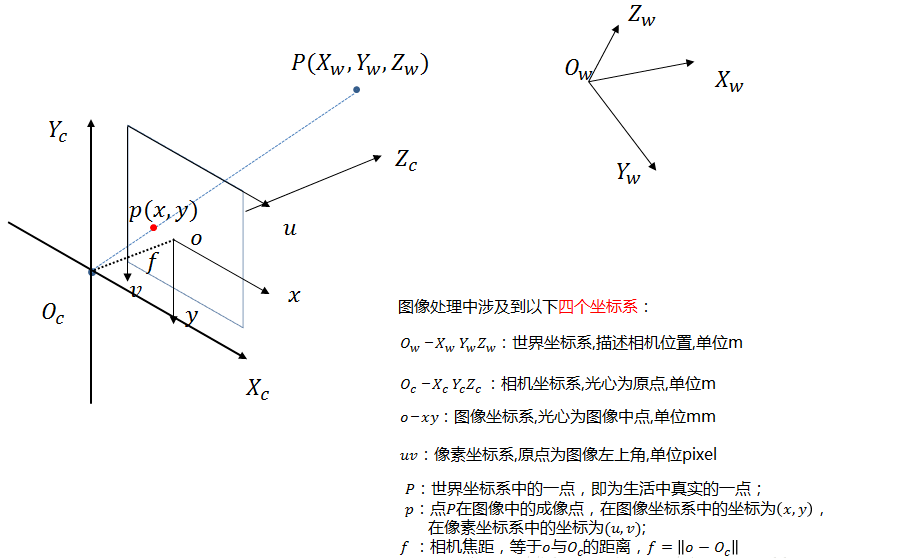 Z_w
P(X_w, Y_w, Z_w)
O_w
X_w
Y_c
Z_c
Y_w
p(x, y)
o
u
f
v
x
O_c
y
X_c
图像处理中涉及到以下四个坐标系：
O_w－X_w Y_w Z_w：世界坐标系,描述相机位置,单位m
O_c－X_c Y_c Z_c：相机坐标系,光心为原点,单位m
o－xy：图像坐标系,光心为图像中点,单位mm
uv：像素坐标系,原点为图像左上角,单位pixel
P：世界坐标系中的一点，即为生活中真实的一点；
p：点P在图像中的成像点，在图像坐标系中的坐标为(x, y)，
在像素坐标系中的坐标为(u, v);
f：相机焦距，等于o与O_c的距离，f = ‖o − O_c‖